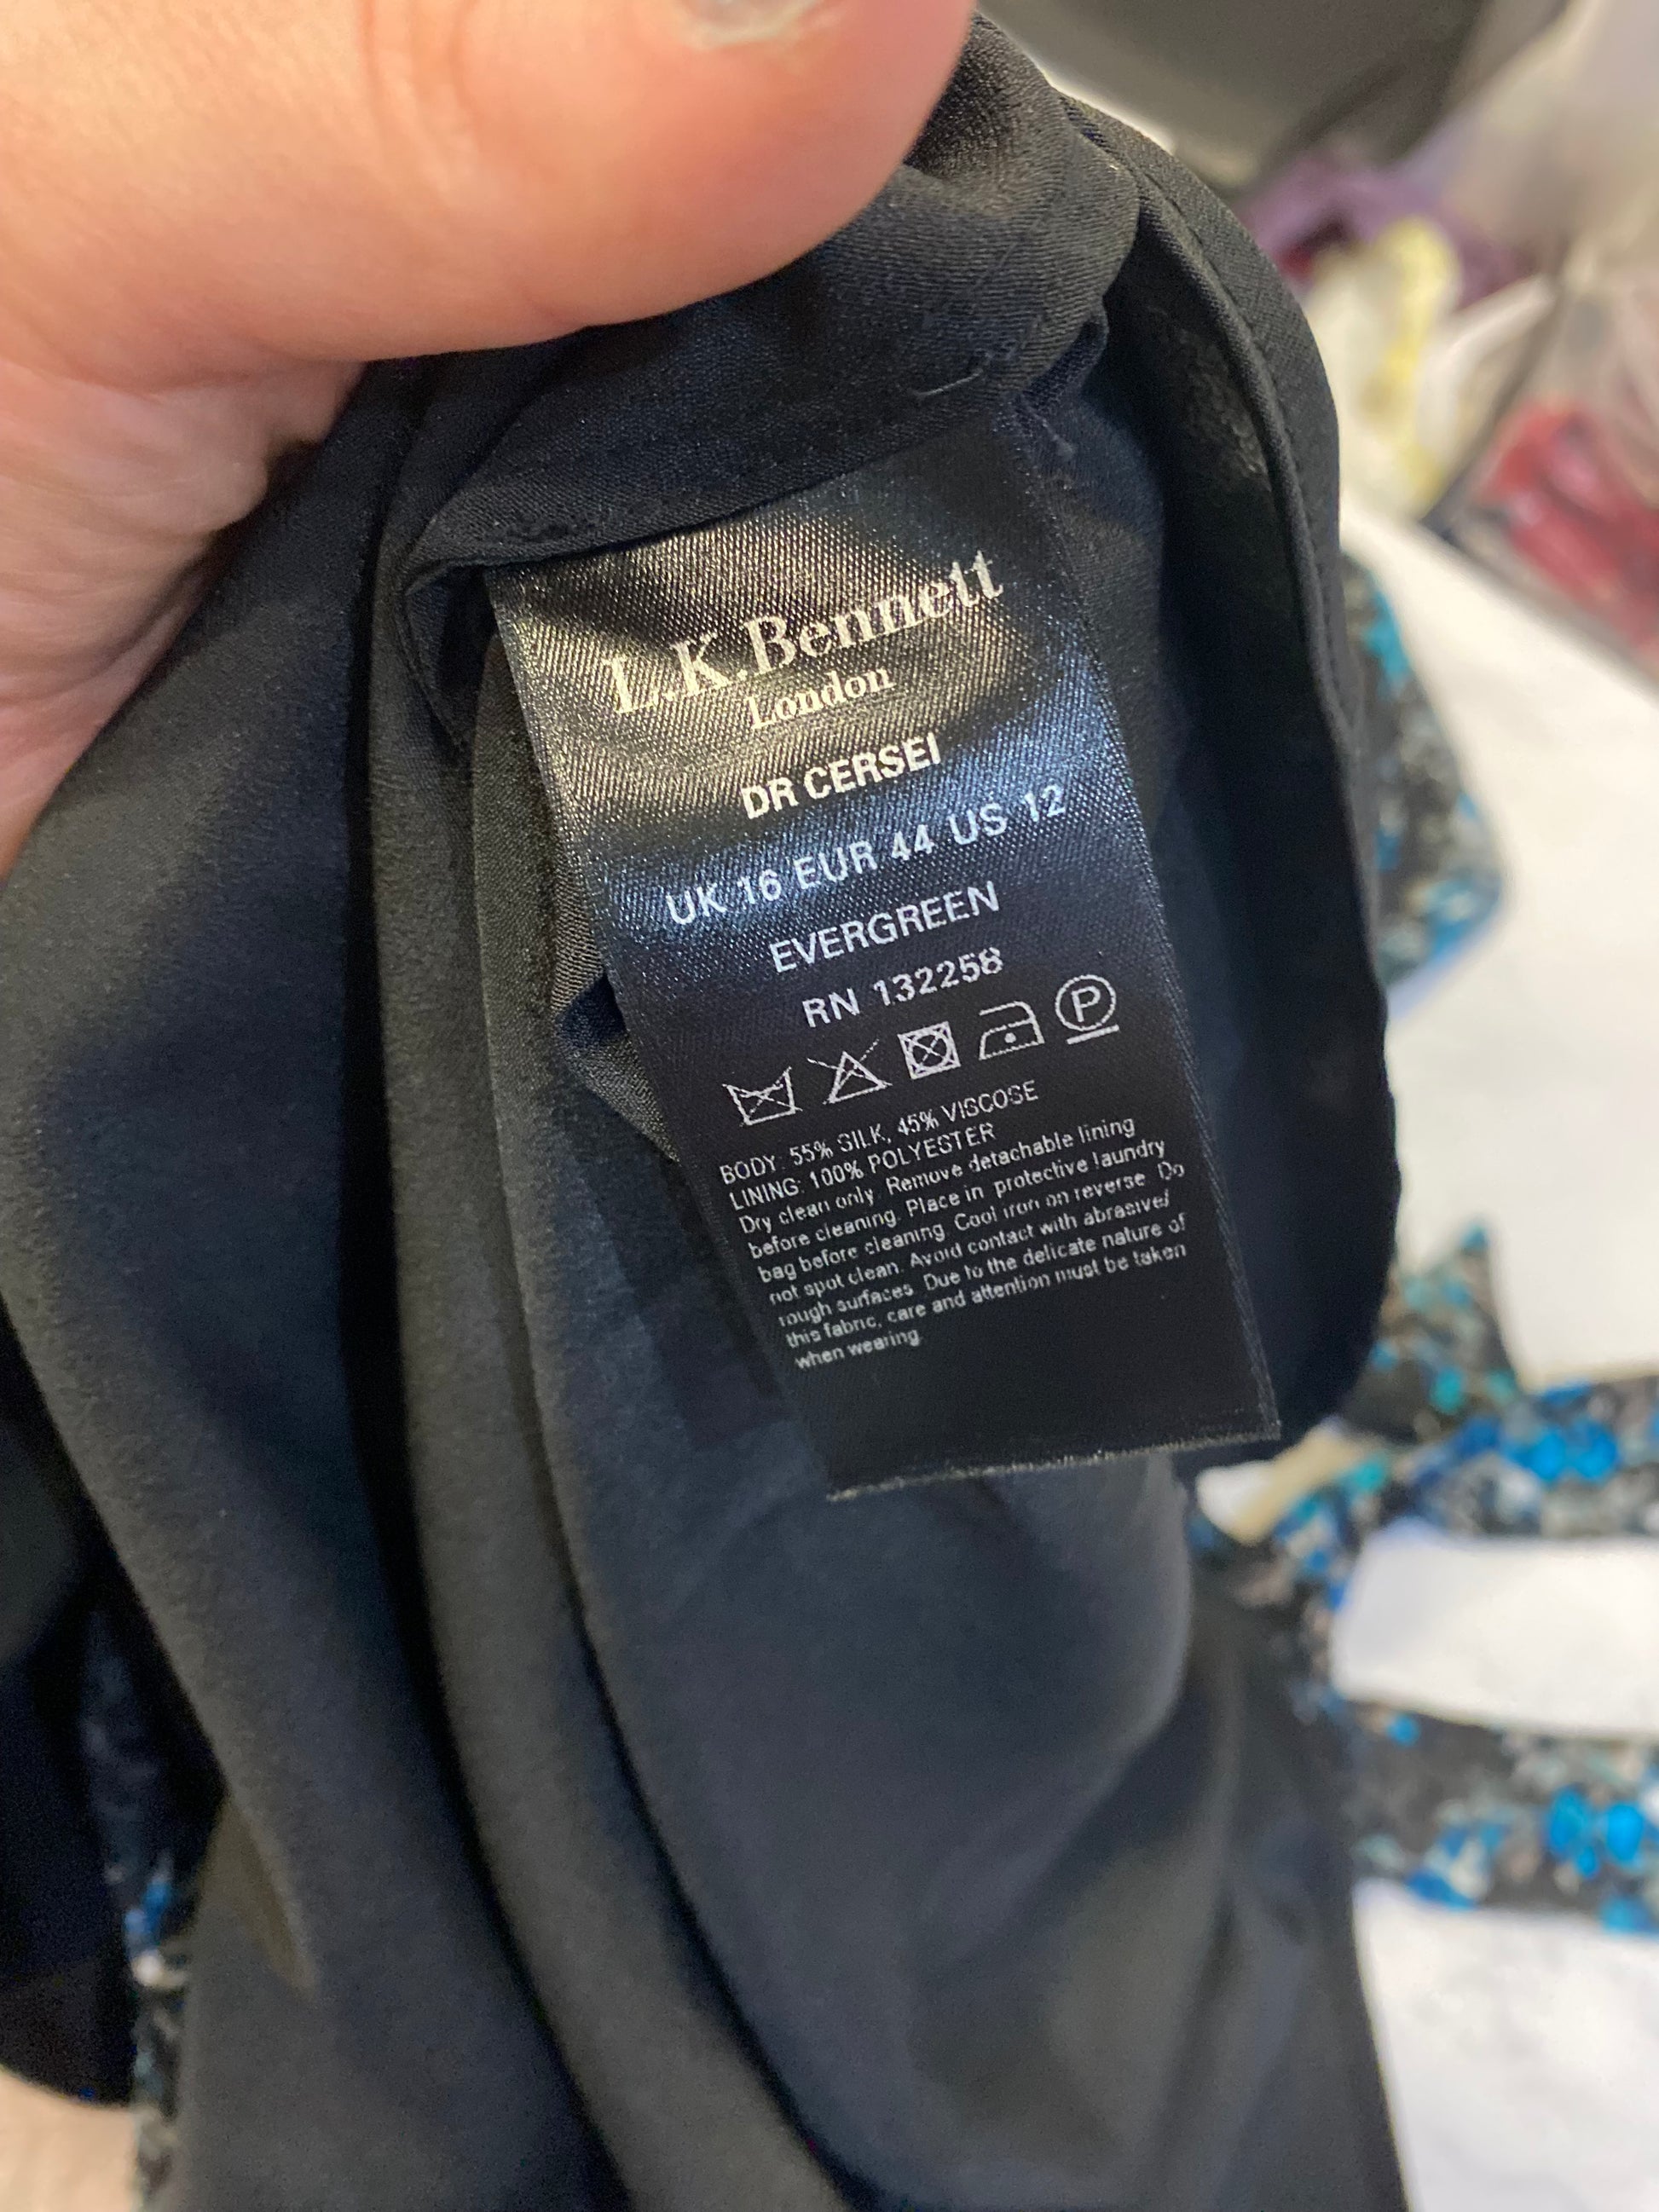 L.K.Bennett
London
DR CERSEI
UK 16 EUR 44 US 12
EVERGREEN
RN 132258
P
BODY: 55% SILK, 45% VISCOSE
LINING: 100% POLYESTER
Dry clean only. Remove detachable lining
before cleaning. Place in protective laundry
bag before cleaning. Cool iron on reverse. Do
not spot clean. Avoid contact with abrasive/
rough surfaces. Due to the delicate nature of
this fabric, care and attention must be taken
when wearing.